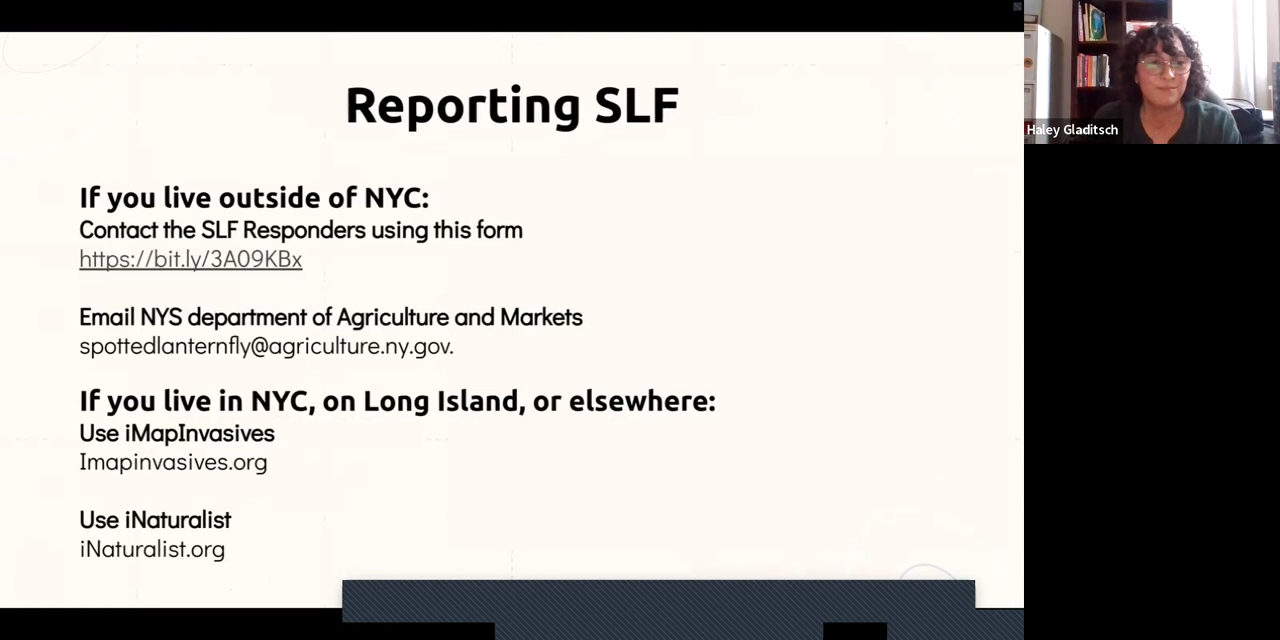 Reporting SLF
If you live outside of NYC:
Contact the SLF Responders using this form
https://bit.ly/3A09KBx
Email NYS department of Agriculture and Markets
spottedlanternfly@agriculture.ny.gov.
If you live in NYC, on Long Island, or elsewhere:
Use iMapInvasives
Imapinvasives.org
Use iNaturalist
iNaturalist.org
Haley Gladitsch